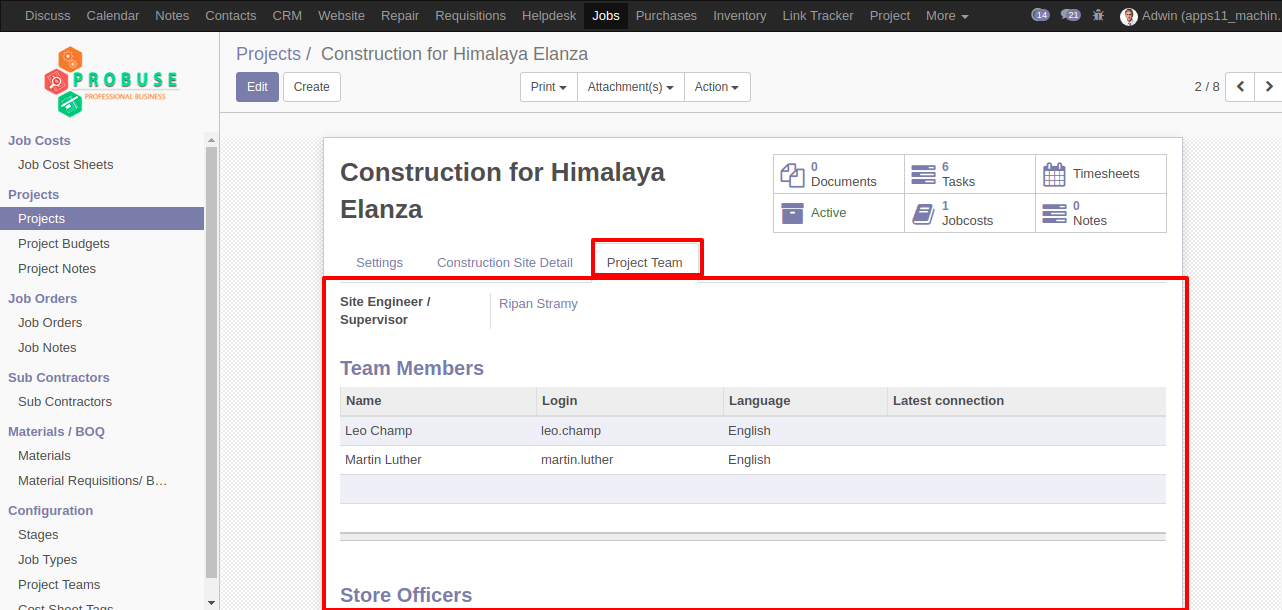 Discuss Calendar Notes Contacts CRM Website Repair Requisitions Helpdesk Jobs Purchases Inventory Link Tracker Project More 14 21 Adwin (apps11_machin.
PROBUSE
PROFESSIONAL BUSINESS
Job Costs
Job Cost Sheets
Projects
Projects
Project Budgets
Project Notes
Job Orders
Job Orders
Job Notes
Sub Contractors
Sub Contractors
Materials / BOQ
Materials
Material Requisitions/ B…
Configuration
Stages
Job Types
Project Teams
Cost Sheet Tags
Projects / Construction for Himalaya Elanza
Edit Create Print Attachment(s) Action 2 / 8
Construction for Himalaya
Elanza
0
Documents
6
Tasks
Timesheets
Active
1
Jobcosts
0
Notes
Settings Construction Site Detail Project Team
Site Engineer / Ripan Stramy
Supervisor
Team Members
Name Login Language Latest connection
Leo Champ leo.champ English
Martin Luther martin.luther English
Store Officers